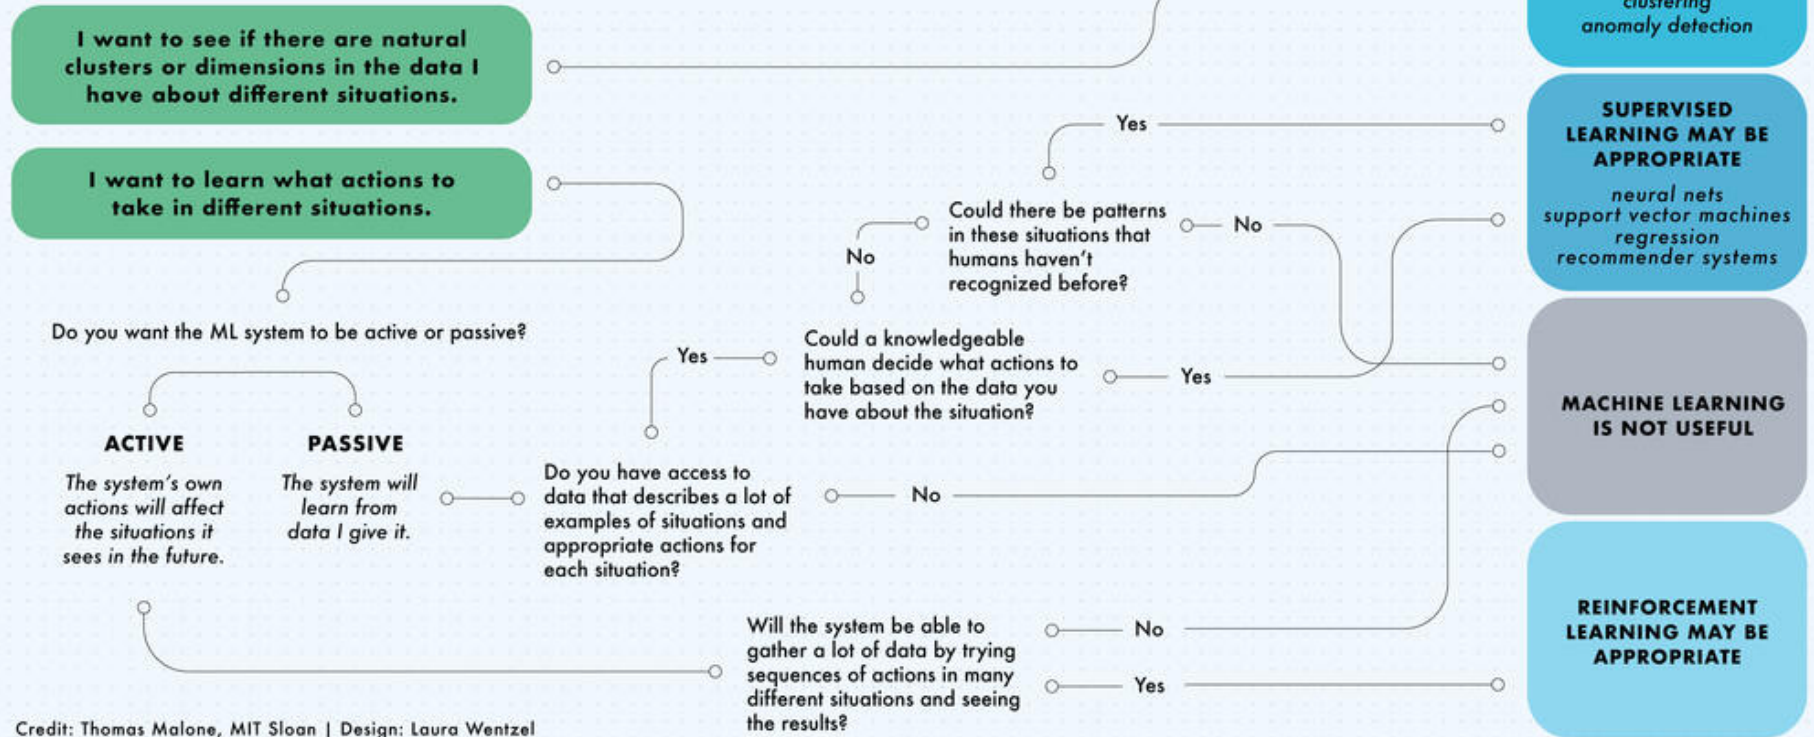 I want to see if there are natural
clusters or dimensions in the data I
have about different situations.
I want to learn what actions to
take in different situations.
Do you want the ML system to be active or passive?
ACTIVE
The system's own
actions will affect
the situations it
sees in the future.
PASSIVE
The system will
learn from
data I give it.
Do you have access to
data that describes a lot of
examples of situations and
appropriate actions for
each situation?
Yes
No
Could a knowledgeable
human decide what actions to
take based on the data you
have about the situation?
No
Yes
Could there be patterns
in these situations that
humans haven't
recognized before?
Yes
No
Will the system be able to
gather a lot of data by trying
sequences of actions in many
different situations and seeing
the results?
No
Yes
clustering
anomaly detection
SUPERVISED
LEARNING MAY BE
APPROPRIATE
neural nets
support vector machines
regression
recommender systems
MACHINE LEARNING
IS NOT USEFUL
REINFORCEMENT
LEARNING MAY BE
APPROPRIATE
Credit: Thomas Malone, MIT Sloan | Design: Laura Wentzel